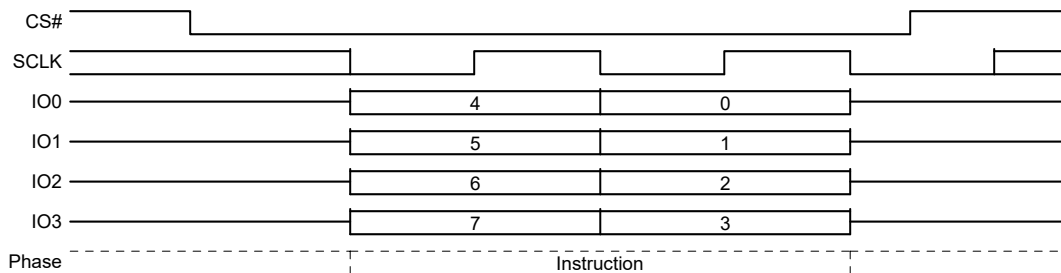 CS#
SCLK
IO0 4 0
IO1 5 1
IO2 6 2
IO3 7 3
Phase Instruction